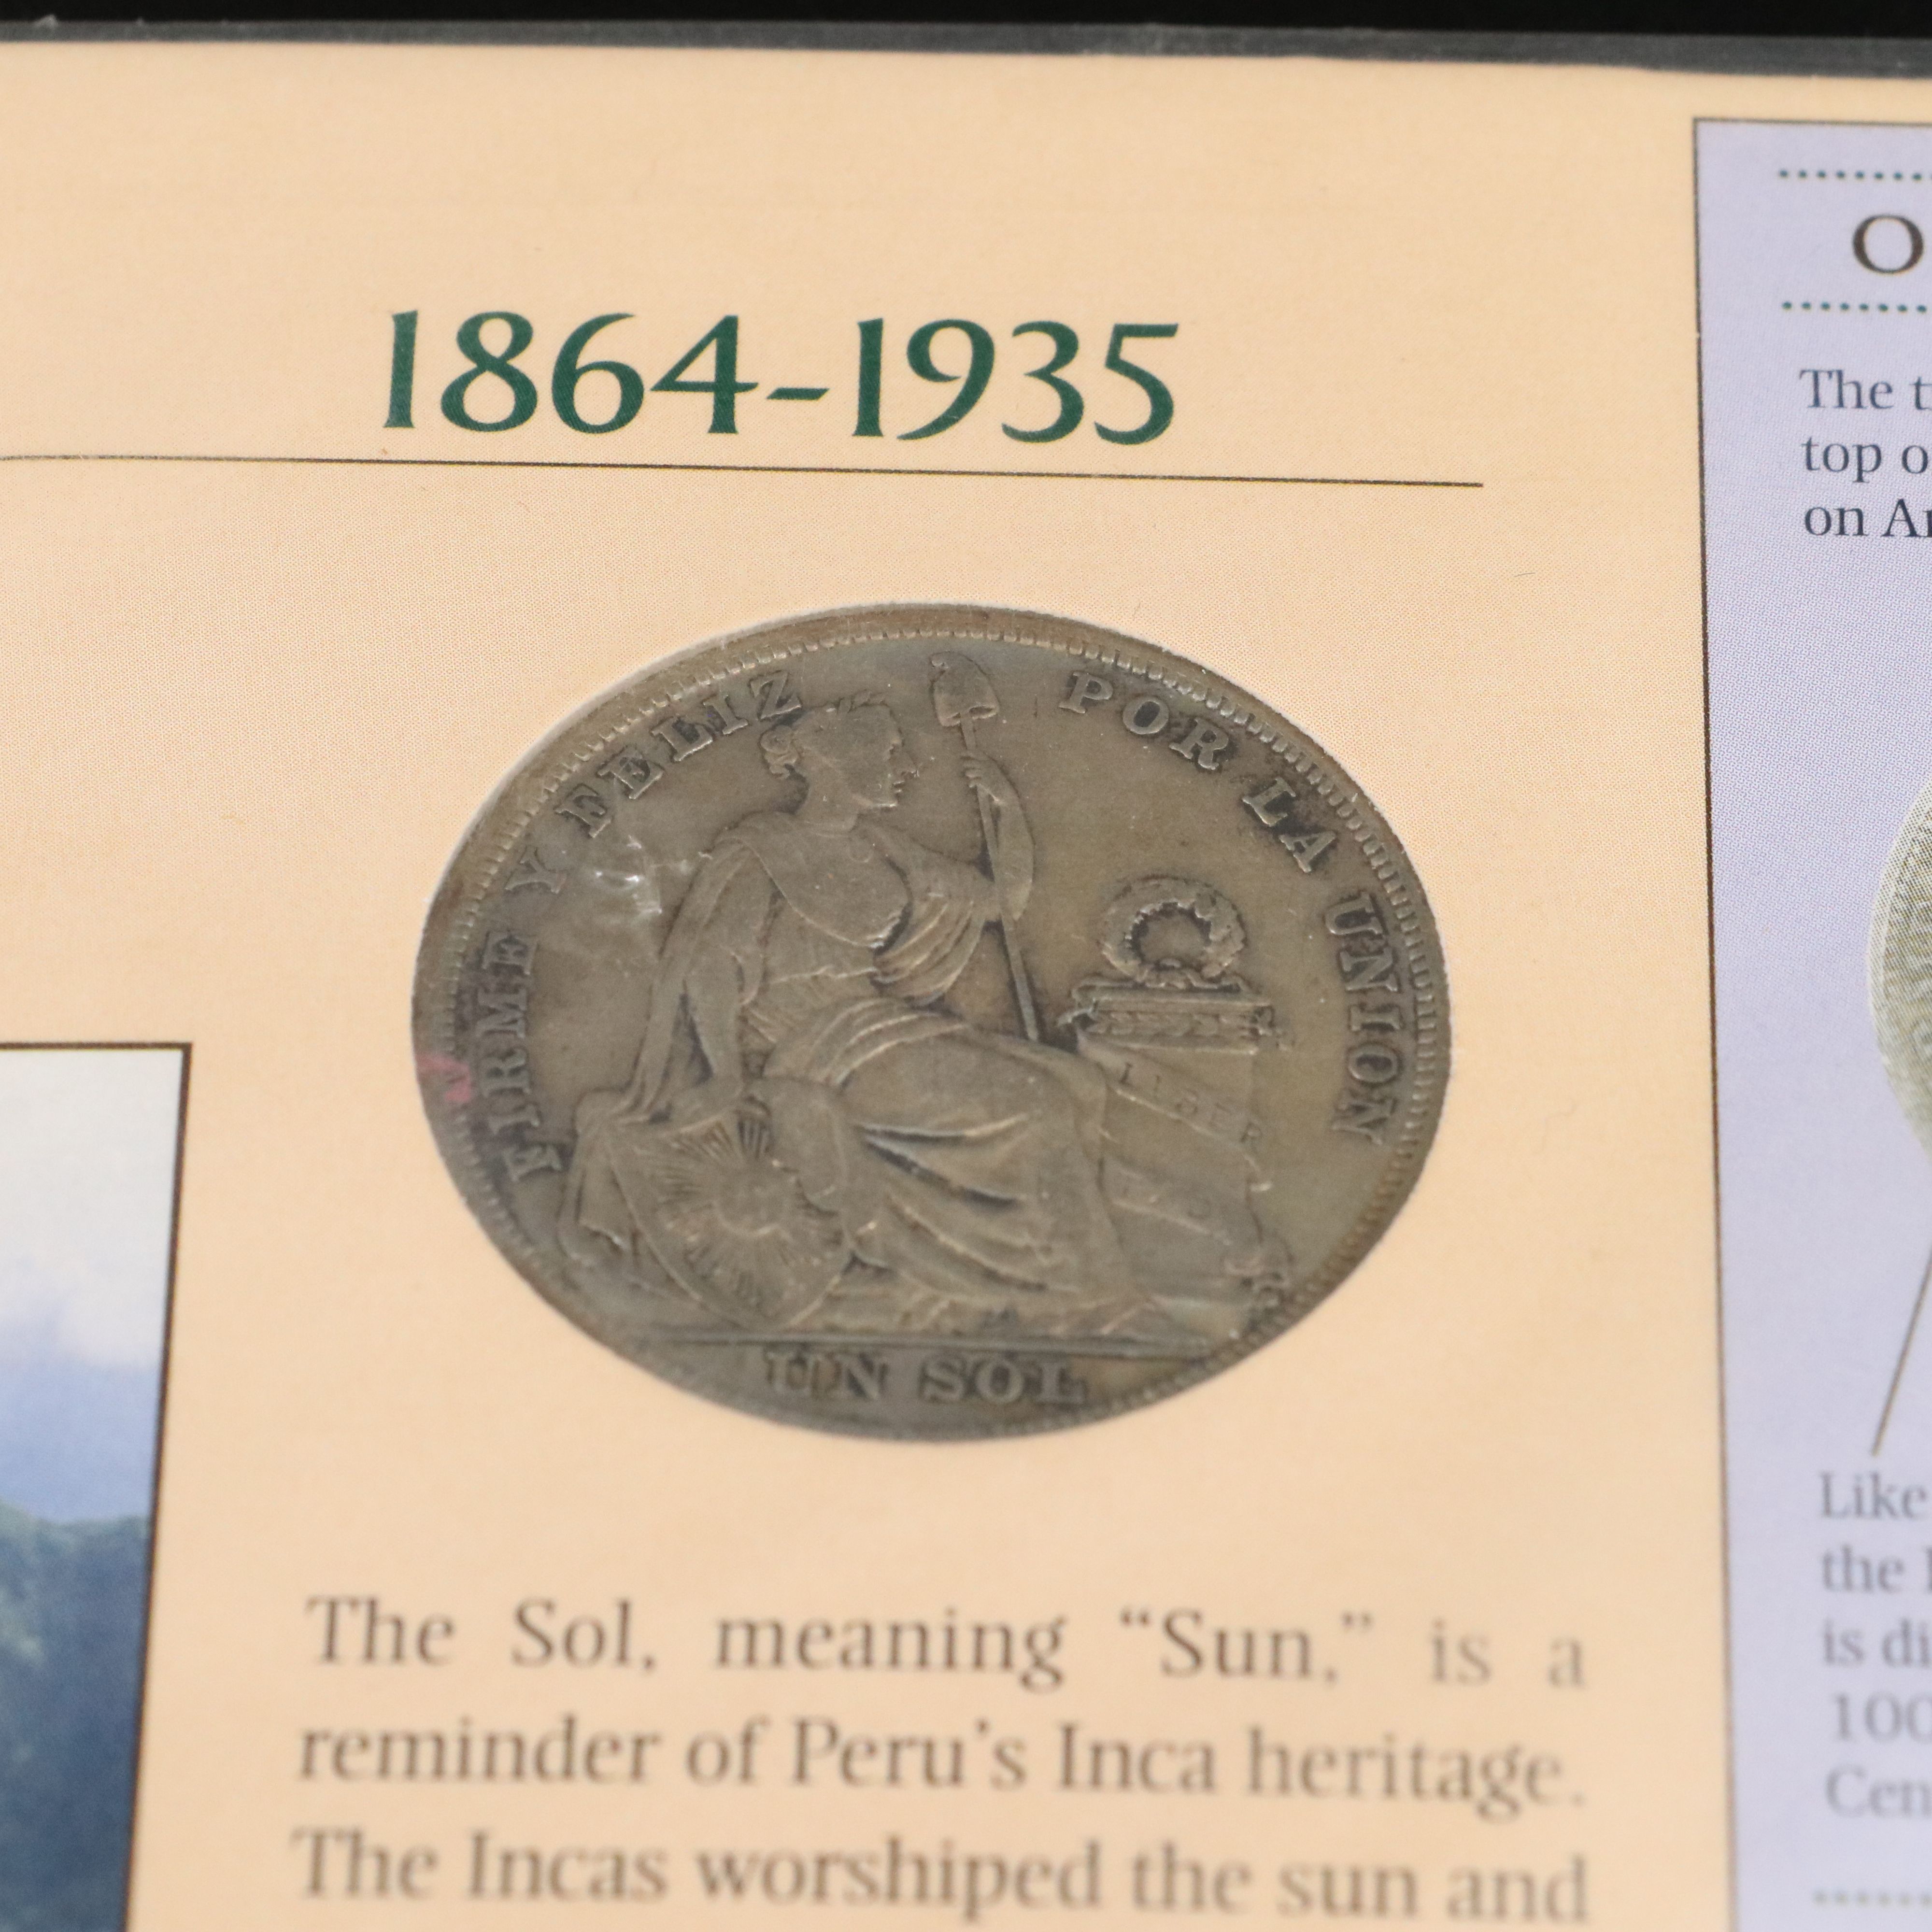 1864-1935
FIRME Y FELIZ POR LA UNION
LIBER
UN SOL
The Sol, meaning “Sun,” is a
reminder of Peru’s Inca heritage.
The Incas worshiped the sun and
O
The t
top o
on A
Like
the
is di
100
Cen